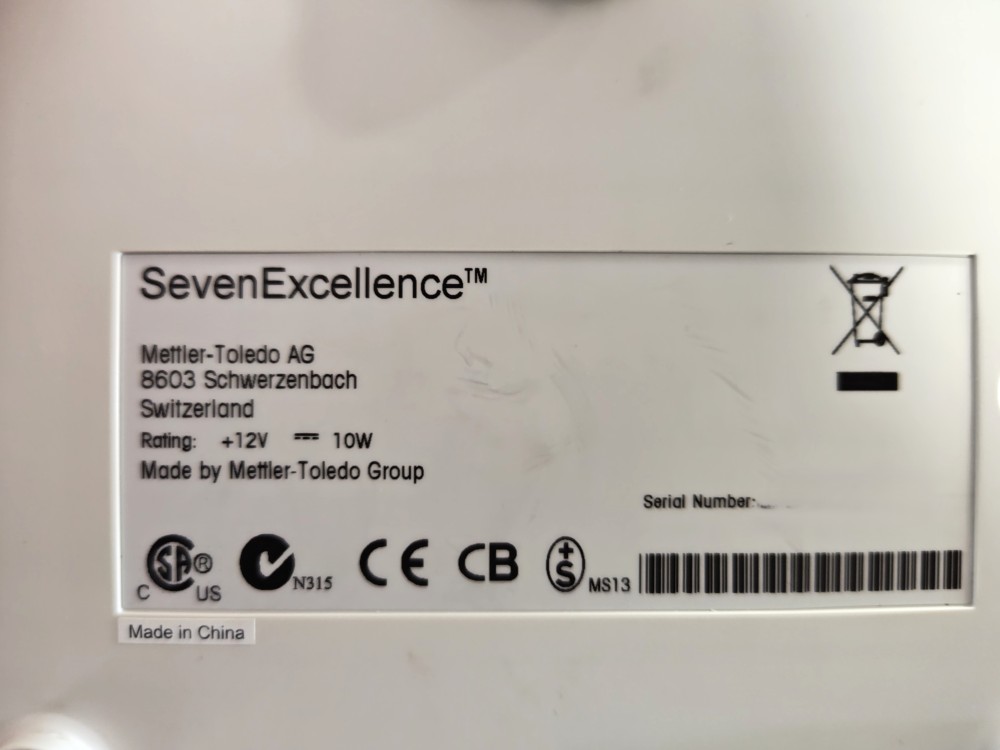 SevenExcellence™
Mettler-Toledo AG
8603 Schwerzenbach
Switzerland
Rating: +12V ⎓ 10W
Made by Mettler-Toledo Group
Serial Number:
C SA® US N315 CE CB +S MS13
Made in China